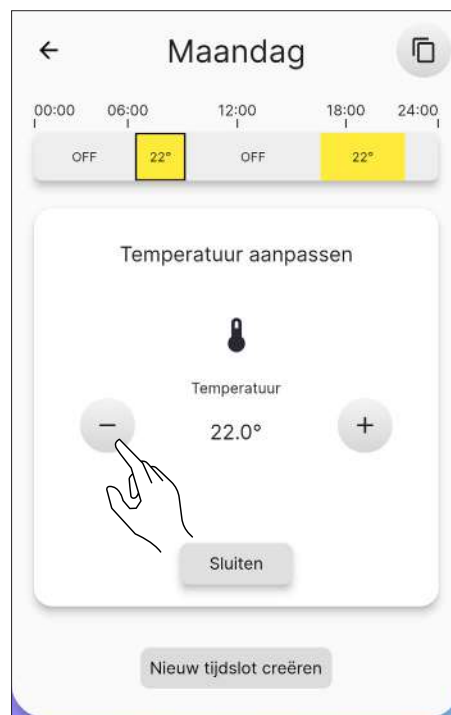 Maandag
00:00 06:00 12:00 18:00 24:00
OFF 22° OFF 22°
Temperatuur aanpassen
Temperatuur
− 22.0° +
Sluiten
Nieuw tijdslot creëren